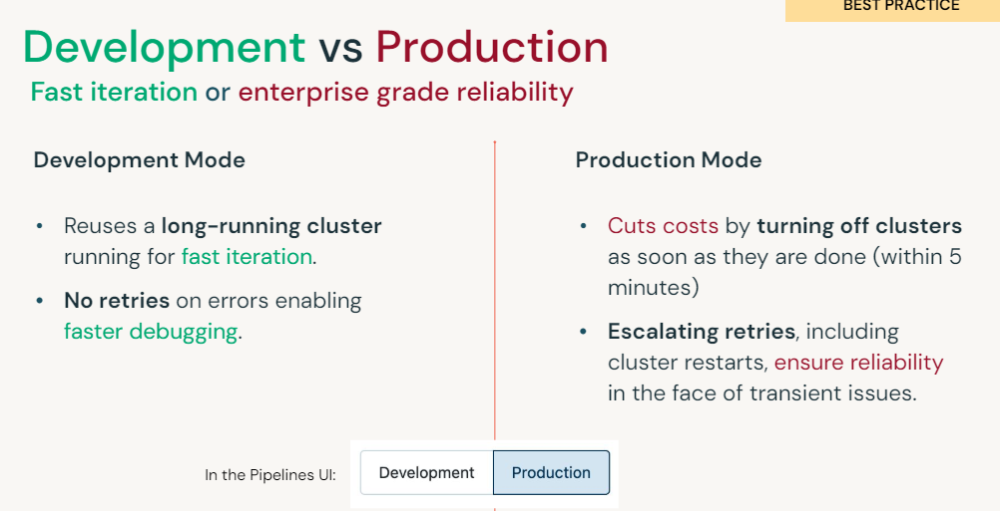 BEST PRACTICE
Development vs Production
Fast iteration or enterprise grade reliability
Development Mode
• Reuses a long-running cluster
running for fast iteration.
• No retries on errors enabling
faster debugging.
Production Mode
• Cuts costs by turning off clusters
as soon as they are done (within 5
minutes)
• Escalating retries, including
cluster restarts, ensure reliability
in the face of transient issues.
In the Pipelines UI: Development Production